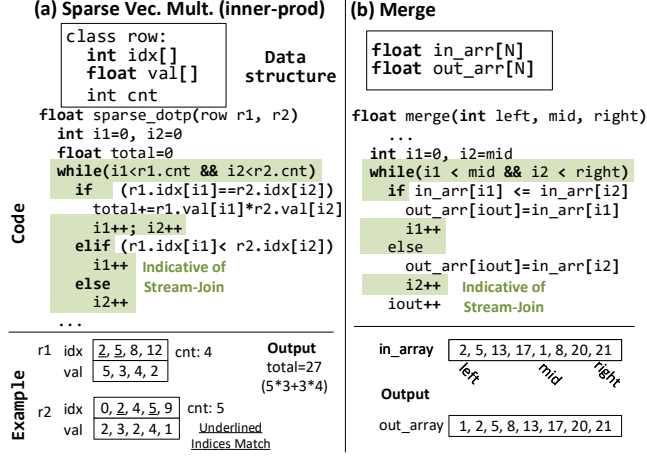 (a) Sparse Vec. Mult. (inner-prod)
class row:
int idx[]
float val[]
int cnt
Data
structure
float sparse_dotp(row r1, r2)
int i1=0, i2=0
float total=0
while(i1<r1.cnt && i2<r2.cnt)
if (r1.idx[i1]==r2.idx[i2])
total+=r1.val[i1]*r2.val[i2]
i1++; i2++
elif (r1.idx[i1]< r2.idx[i2])
i1++
else
i2++
...
Indicative of
Stream-Join
Code
Example
r1 idx 2, 5, 8, 12 cnt: 4
val 5, 3, 4, 2
r2 idx 0, 2, 4, 5, 9 cnt: 5
val 2, 3, 2, 4, 1
Output
total=27
(5*3+3*4)
Underlined
Indices Match
(b) Merge
float in_arr[N]
float out_arr[N]
float merge(int left, mid, right)
...
int i1=0, i2=mid
while(i1 < mid && i2 < right)
if in_arr[i1] <= in_arr[i2]
out_arr[iout]=in_arr[i1]
i1++
else
out_arr[iout]=in_arr[i2]
i2++
iout++
Indicative of
Stream-Join
in_array 2, 5, 13, 17, 1, 8, 20, 21
left mid right
Output
out_array 1, 2, 5, 8, 13, 17, 20, 21